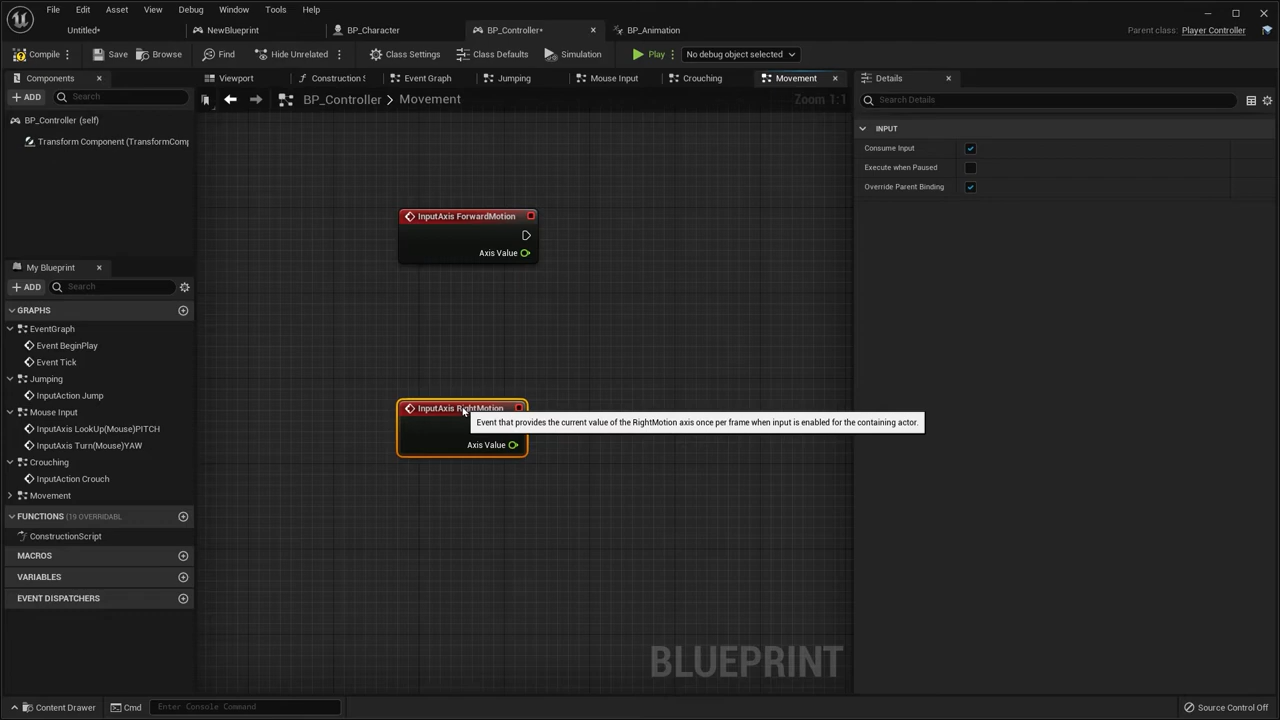 File Edit Asset View Debug Window Tools Help
Untitled•
NewBlueprint
BP_Character
BP_Controller•
BP_Animation
Parent class: Player Controller
Compile
Save
Browse
Find
Hide Unrelated
Class Settings
Class Defaults
Simulation
Play
No debug object selected
Components
Viewport
Construction S
Event Graph
Jumping
Mouse Input
Crouching
Movement
Details
ADD
Search
BP_Controller > Movement
Zoom 1:1
Search Details
BP_Controller (self)
Transform Component (TransformComp
INPUT
Consume Input
Execute when Paused
Override Parent Binding
InputAxis ForwardMotion
Axis Value
My Blueprint
ADD
Search
GRAPHS
EventGraph
Event BeginPlay
Event Tick
Jumping
InputAction Jump
Mouse Input
InputAxis LookUp(Mouse)PITCH
InputAxis Turn(Mouse)YAW
Crouching
InputAction Crouch
Movement
FUNCTIONS (19 OVERRIDABL
ConstructionScript
MACROS
VARIABLES
EVENT DISPATCHERS
InputAxis RightMotion
Event that provides the current value of the RightMotion axis once per frame when input is enabled for the containing actor.
Axis Value
BLUEPRINT
Content Drawer
Cmd
Enter Console Command
Source Control Off